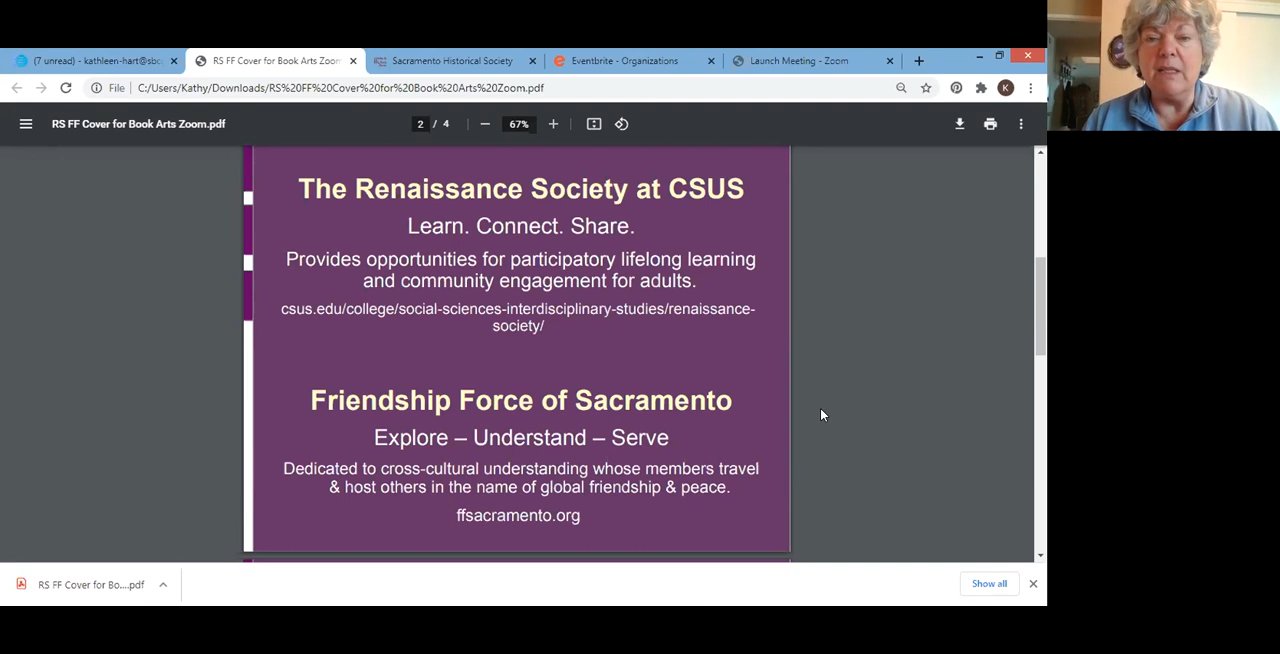 (7 unread) - kathleen-hart@sbc
RS FF Cover for Book Arts Zoom
Sacramento Historical Society
Eventbrite - Organizations
Launch Meeting - Zoom
File
C:/Users/Kathy/Downloads/RS%20FF%20Cover%20for%20Book%20Arts%20Zoom.pdf
K
RS FF Cover for Book Arts Zoom.pdf
2 / 4
67%
The Renaissance Society at CSUS
Learn. Connect. Share.
Provides opportunities for participatory lifelong learning
and community engagement for adults.
csus.edu/college/social-sciences-interdisciplinary-studies/renaissance-
society/
Friendship Force of Sacramento
Explore – Understand – Serve
Dedicated to cross-cultural understanding whose members travel
& host others in the name of global friendship & peace.
ffsacramento.org
RS FF Cover for Bo....pdf
Show all